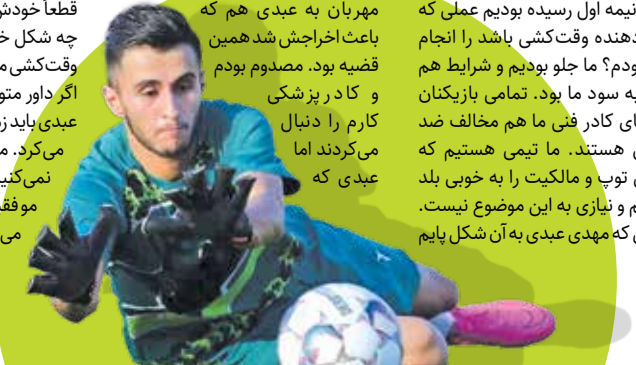 نیمه اول رسیده بودیم عملی که
دهنده وقت‌کشی باشد را انجام
ودم؟ ما جلو بودیم و شرایط هم
ه سود ما بود. تمامی بازیکنان
ای کادر فنی ما هم مخالف ضد
هستند. ما تیمی هستیم که
توپ و مالکیت را به خوبی بلد
م و نیازی به این موضوع نیست.
که مهدی عبدی به آن شکل پایم
مهربان به عبدی هم که
باعث اخراجش شد همین
قضیه بود. مصدوم بودم
و کادر پزشکی
کارم را دنبال
می‌کردند اما
عبدی که
قطعاً خودش
چه شکل خ
وقت‌کشی م
اگر داور متو
عبدی باید ز
می‌کرد. م
نمی‌کنی
موفق
می